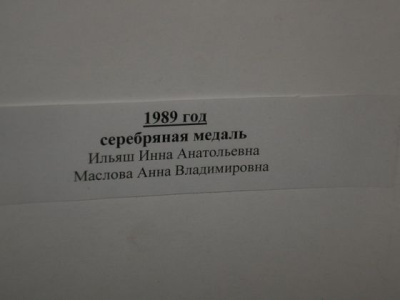 1989 год
серебряная медаль
Ильяш Инна Анатольевна
Маслова Анна Владимировна